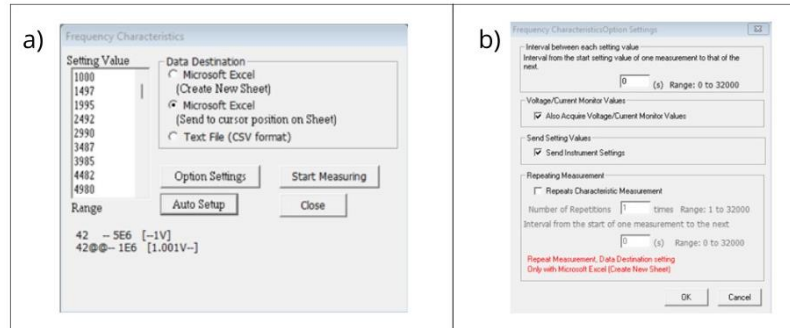 a)
Frequency Characteristics
Setting Value
1000
1497
1995
2492
2990
3487
3985
4482
4980
Range
Data Destination
Microsoft Excel
(Create New Sheet)
Microsoft Excel
(Send to cursor position on Sheet)
Text File (CSV format)
Option Settings
Start Measuring
Auto Setup
Close
42 -- 5E6 [--1V]
42@@-- 1E6 [1.001V--]
b)
Frequency CharacteristicsOption Settings
Interval between each setting value
Interval from the start setting value of one measurement to that of the
next.
0 (s) Range: 0 to 32000
Voltage/Current Monitor Values
Also Acquire Voltage/Current Monitor Values
Send Setting Values
Send Instrument Settings
Repeating Measurement
Repeats Characteristic Measurement
Number of Repetitions 1 times Range: 1 to 32000
Interval from the start of one measurement to the next
0 (s) Range: 0 to 32000
Repeat Measurement, Data Destination setting
Only with Microsoft Excel (Create New Sheet)
OK Cancel